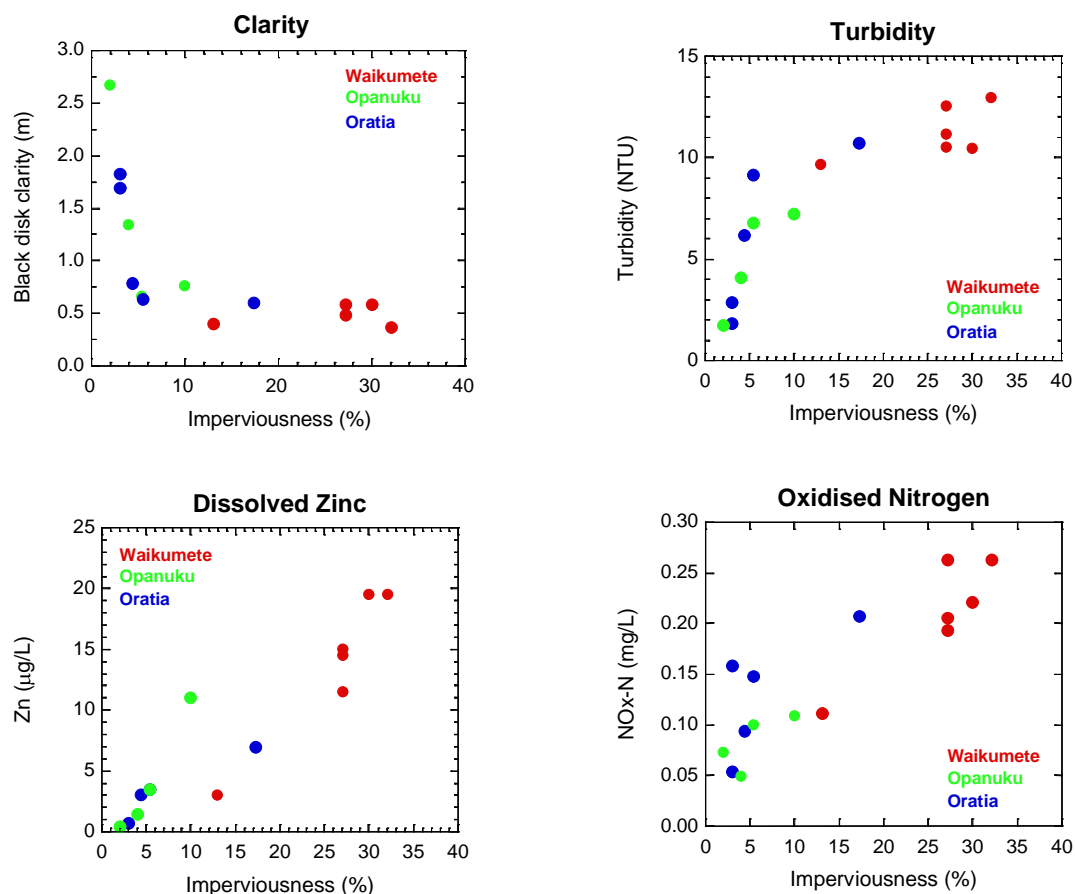 Clarity
3.0
2.5
2.0
1.5
1.0
0.5
0.0
Black disk clarity (m)
Waikumete
Opanuku
Oratia
0 10 20 30 40
Imperviousness (%)
Turbidity
15
10
5
0
Turbidity (NTU)
Waikumete
Opanuku
Oratia
0 5 10 15 20 25 30 35 40
Imperviousness (%)
Dissolved Zinc
25
20
15
10
5
0
Zn (μg/L)
Waikumete
Opanuku
Oratia
0 5 10 15 20 25 30 35 40
Imperviousness (%)
Oxidised Nitrogen
0.30
0.25
0.20
0.15
0.10
0.05
0.00
NOx-N (mg/L)
Waikumete
Opanuku
Oratia
0 5 10 15 20 25 30 35 40
Imperviousness (%)